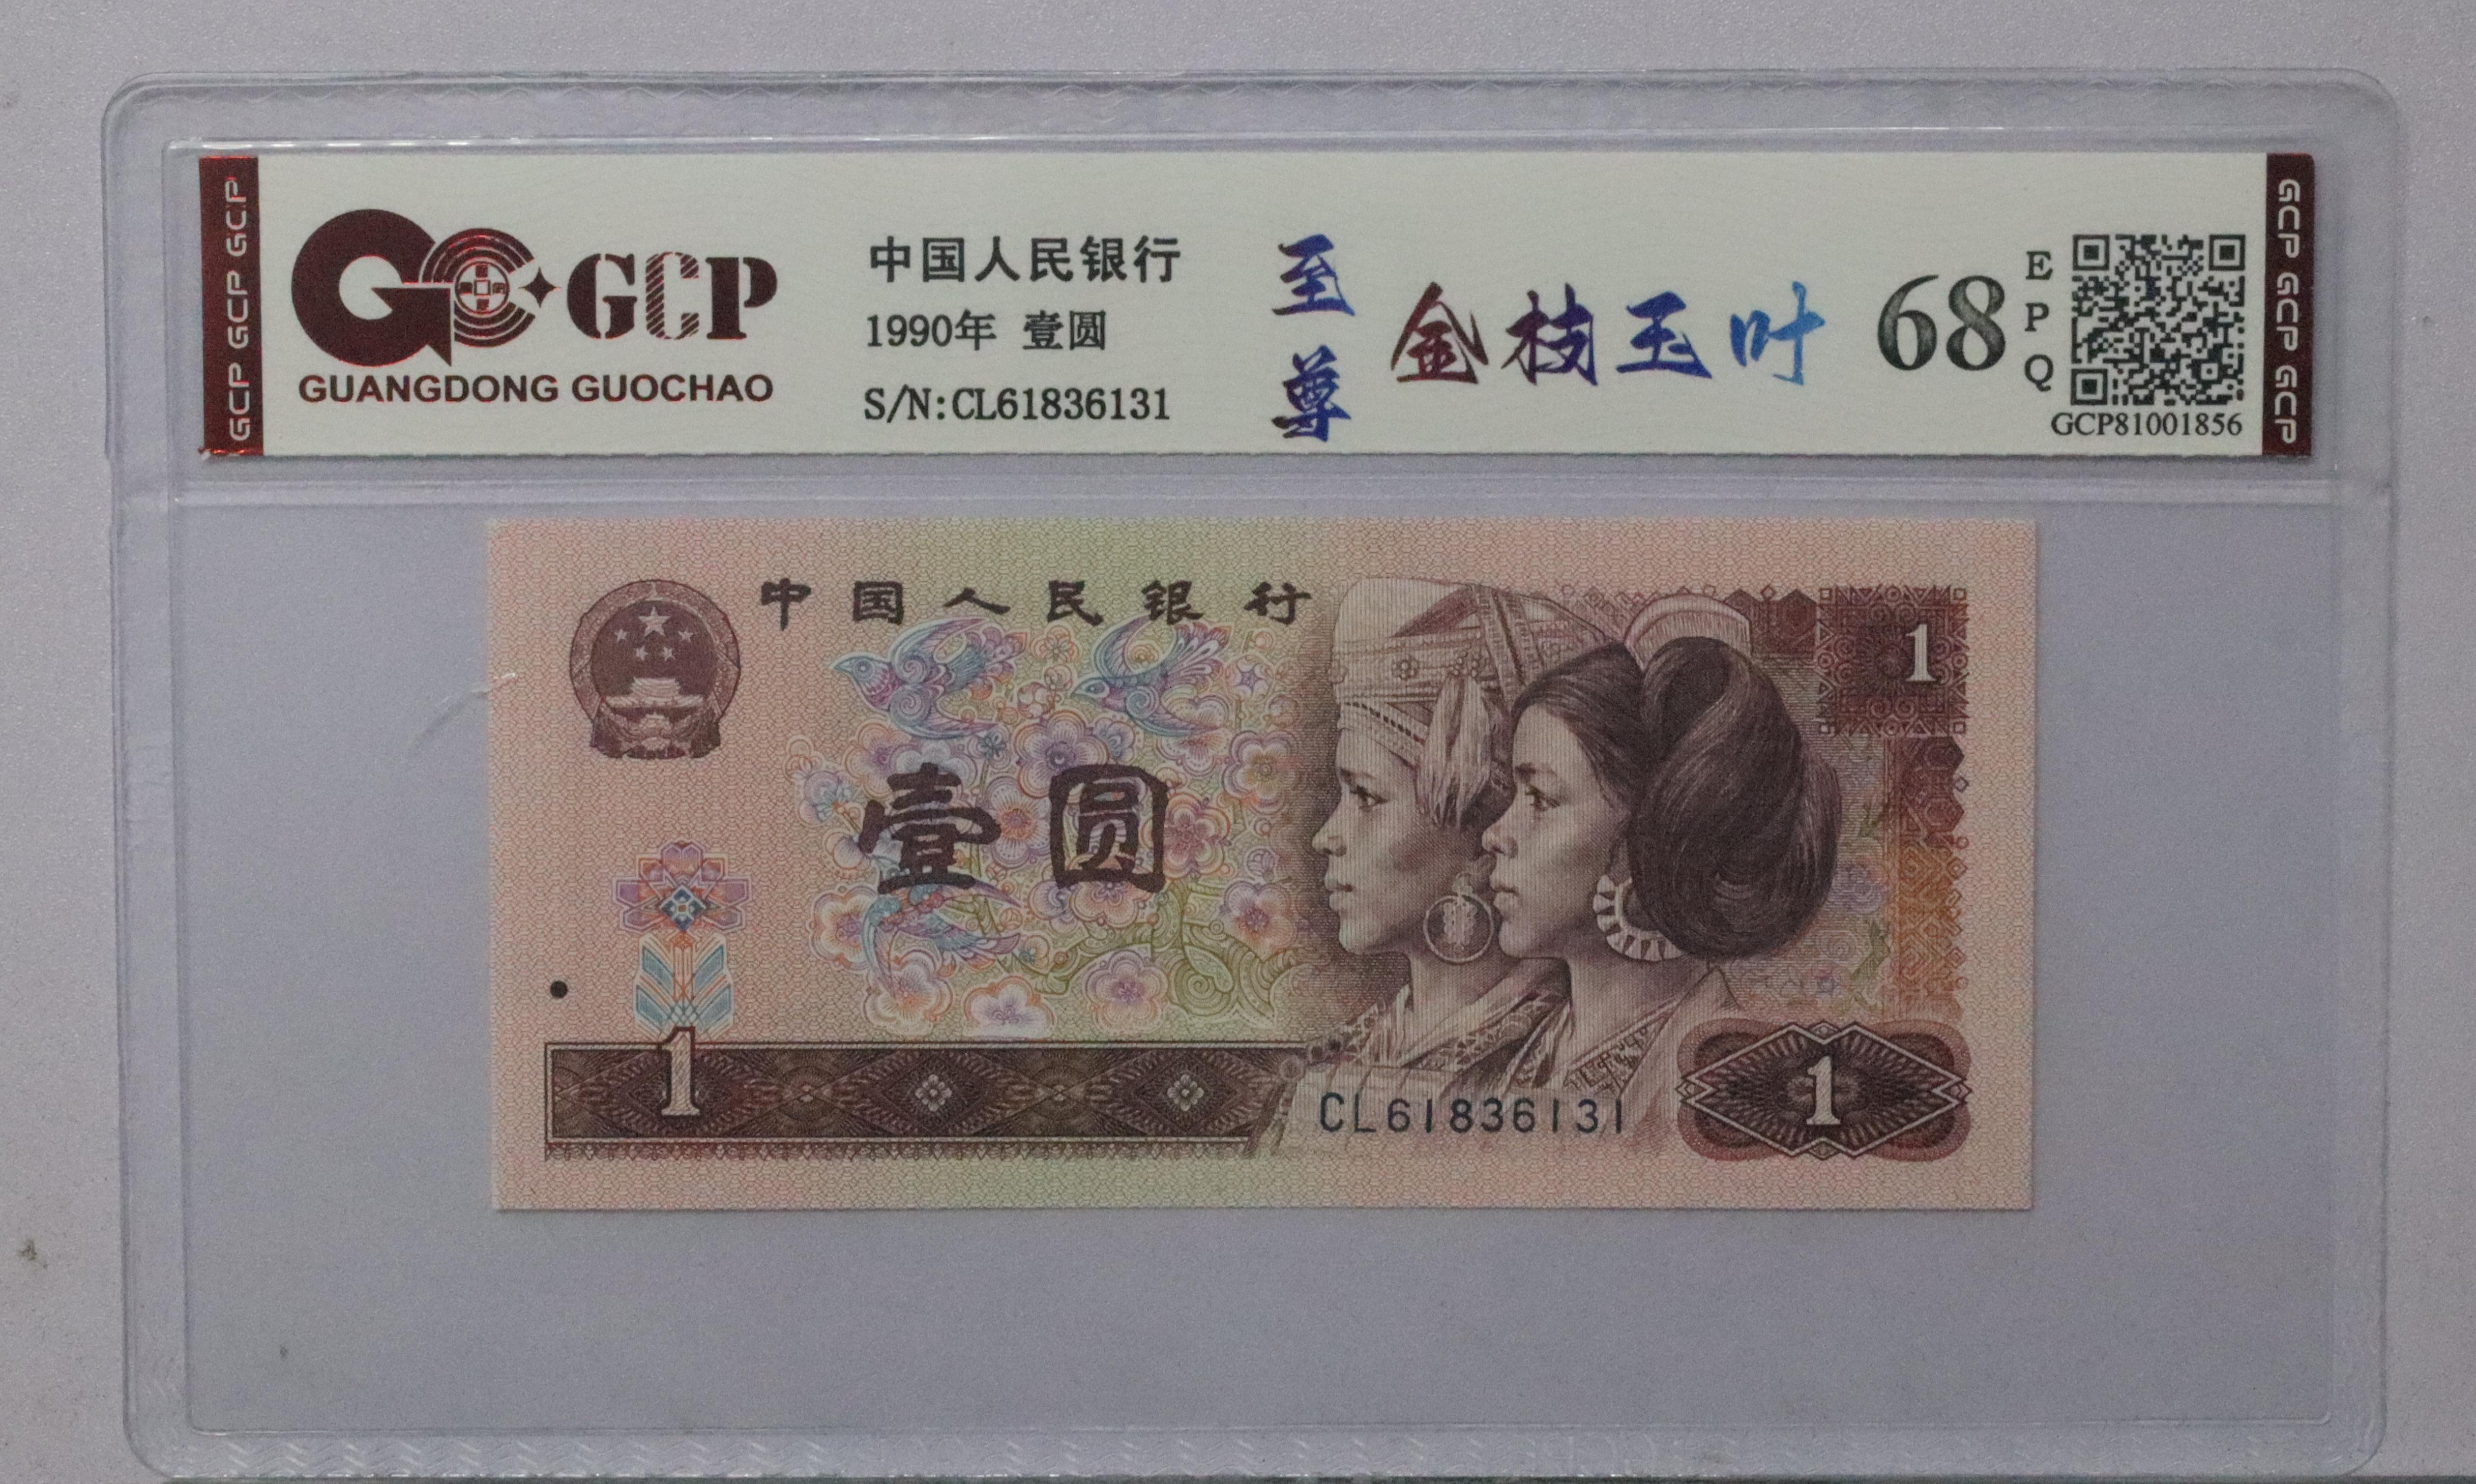 GCP GCP GCP
GCP
GUANGDONG GUOCHAO
中国人民银行
1990年 壹圆
S/N:CL61836131
至尊
金枝玉叶
68
EPQ
GCP81001856
GCP GCP GCP
中国人民银行
1
壹圆
1
CL61836131
1